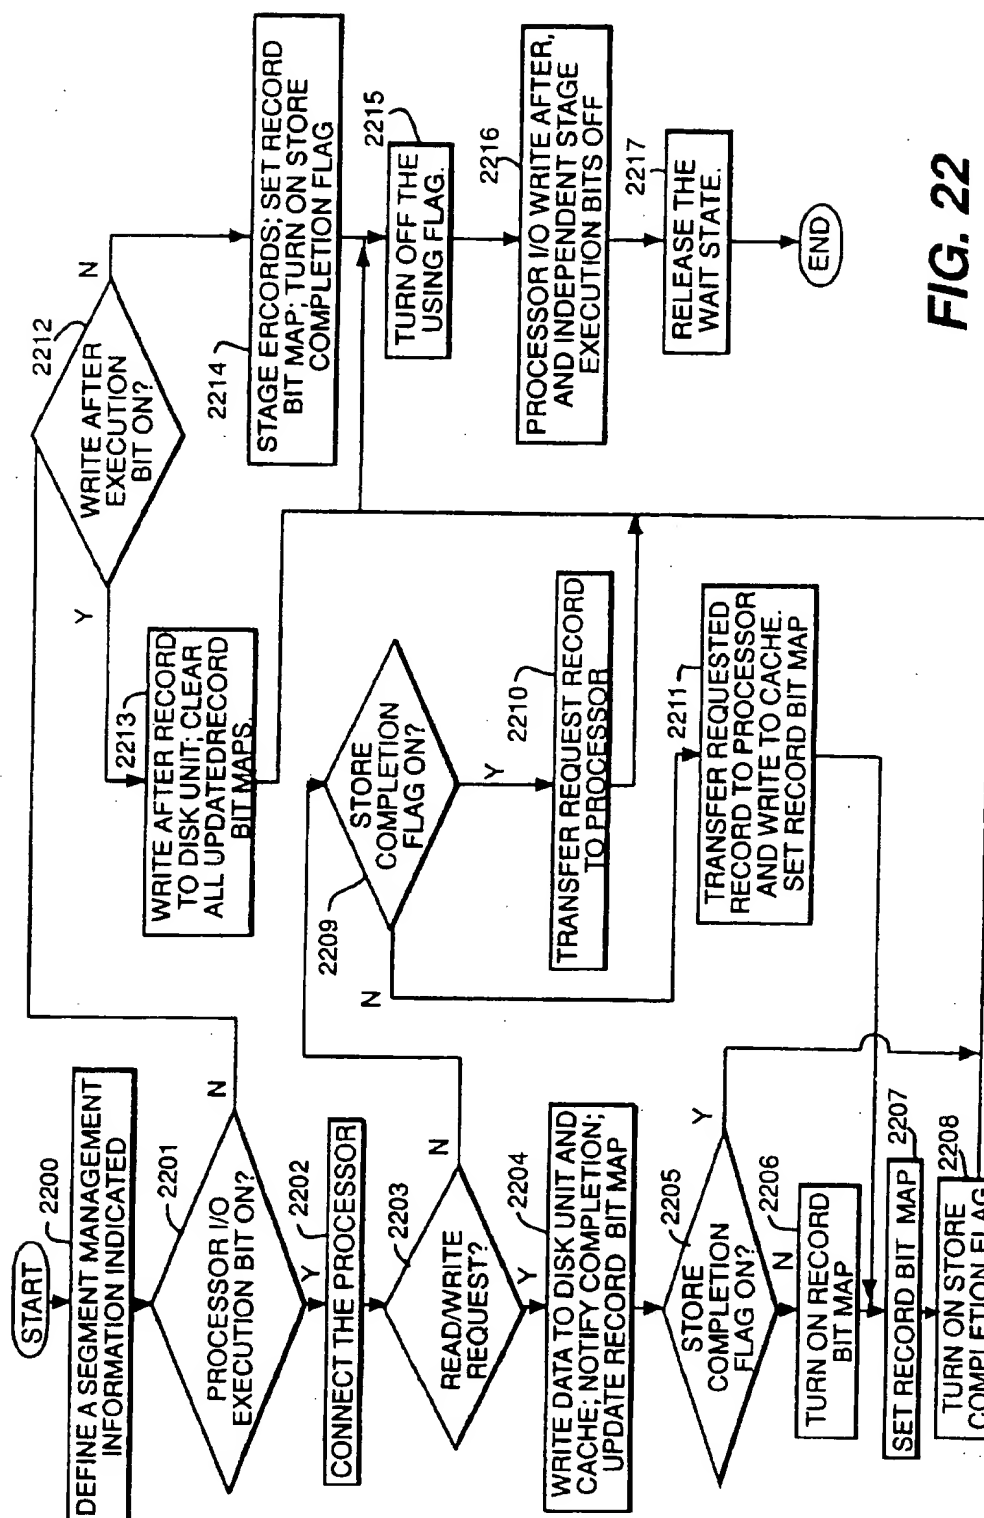 START
2200
DEFINE A SEGMENT MANAGEMENT
INFORMATION INDICATED
2201
PROCESSOR I/O
EXECUTION BIT ON?
N
Y
2202
CONNECT THE PROCESSOR
2203
READ/WRITE
REQUEST?
N
Y
2204
WRITE DATA TO DISK UNIT AND
CACHE; NOTIFY COMPLETION;
UPDATE RECORD BIT MAP
2205
STORE
COMPLETION
FLAG ON?
Y
N
2206
TURN ON RECORD
BIT MAP
2207
SET RECORD BIT MAP
2208
TURN ON STORE
COMPLETION FLAG
2209
STORE
COMPLETION
FLAG ON?
N
Y
2210
TRANSFER REQUEST RECORD
TO PROCESSOR
2211
TRANSFER REQUESTED
RECORD TO PROCESSOR
AND WRITE TO CACHE.
SET RECORD BIT MAP
2212
WRITE AFTER
EXECUTION
BIT ON?
Y
N
2213
WRITE AFTER RECORD
TO DISK UNIT; CLEAR
ALL UPDATEDRECORD
BIT MAPS.
2214
STAGE ERCORDS; SET RECORD
BIT MAP; TURN ON STORE
COMPLETION FLAG
2215
TURN OFF THE
USING FLAG.
2216
PROCESSOR I/O WRITE AFTER,
AND INDEPENDENT STAGE
EXECUTION BITS OFF
2217
RELEASE THE
WAIT STATE.
END
FIG. 22